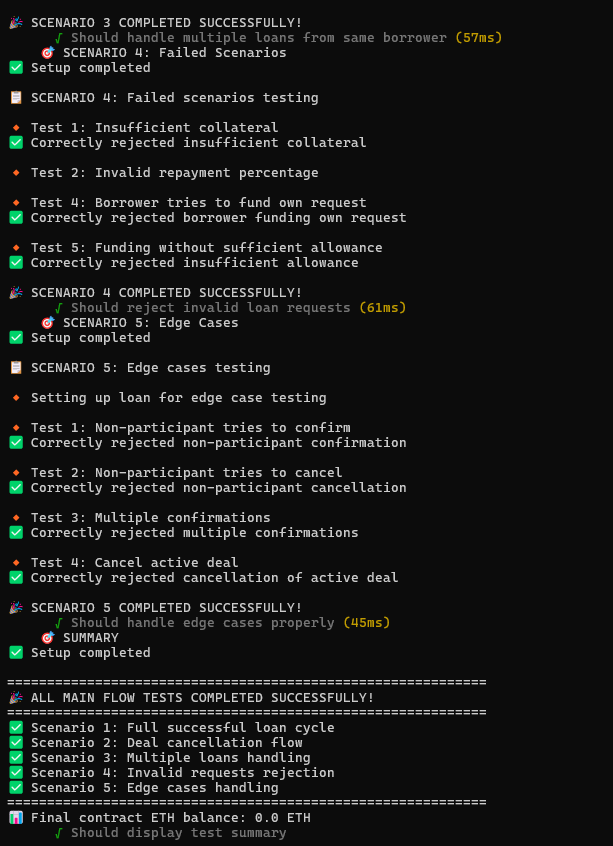 🎉 SCENARIO 3 COMPLETED SUCCESSFULLY!
√ Should handle multiple loans from same borrower (57ms)
🎯 SCENARIO 4: Failed Scenarios
✅ Setup completed
📋 SCENARIO 4: Failed scenarios testing
🔸 Test 1: Insufficient collateral
✅ Correctly rejected insufficient collateral
🔸 Test 2: Invalid repayment percentage
🔸 Test 4: Borrower tries to fund own request
✅ Correctly rejected borrower funding own request
🔸 Test 5: Funding without sufficient allowance
✅ Correctly rejected insufficient allowance
🎉 SCENARIO 4 COMPLETED SUCCESSFULLY!
√ Should reject invalid loan requests (61ms)
🎯 SCENARIO 5: Edge Cases
✅ Setup completed
📋 SCENARIO 5: Edge cases testing
🔸 Setting up loan for edge case testing
🔸 Test 1: Non-participant tries to confirm
✅ Correctly rejected non-participant confirmation
🔸 Test 2: Non-participant tries to cancel
✅ Correctly rejected non-participant cancellation
🔸 Test 3: Multiple confirmations
✅ Correctly rejected multiple confirmations
🔸 Test 4: Cancel active deal
✅ Correctly rejected cancellation of active deal
🎉 SCENARIO 5 COMPLETED SUCCESSFULLY!
√ Should handle edge cases properly (45ms)
🎯 SUMMARY
✅ Setup completed
============================================================
🎉 ALL MAIN FLOW TESTS COMPLETED SUCCESSFULLY!
============================================================
✅ Scenario 1: Full successful loan cycle
✅ Scenario 2: Deal cancellation flow
✅ Scenario 3: Multiple loans handling
✅ Scenario 4: Invalid requests rejection
✅ Scenario 5: Edge cases handling
============================================================
📊 Final contract ETH balance: 0.0 ETH
√ Should display test summary